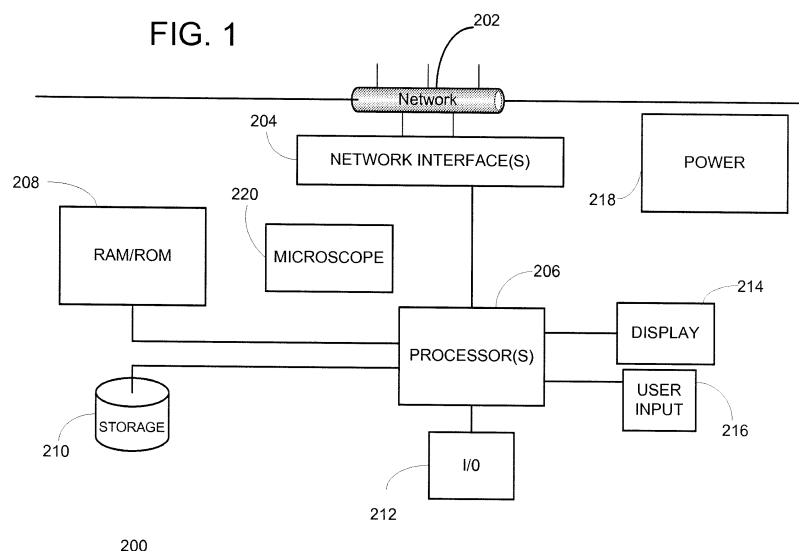 FIG. 1
202
Network
204
NETWORK INTERFACE(S)
POWER
218
208
220
RAM/ROM
MICROSCOPE
206
214
PROCESSOR(S)
DISPLAY
USER
INPUT
216
STORAGE
210
I/0
212
200